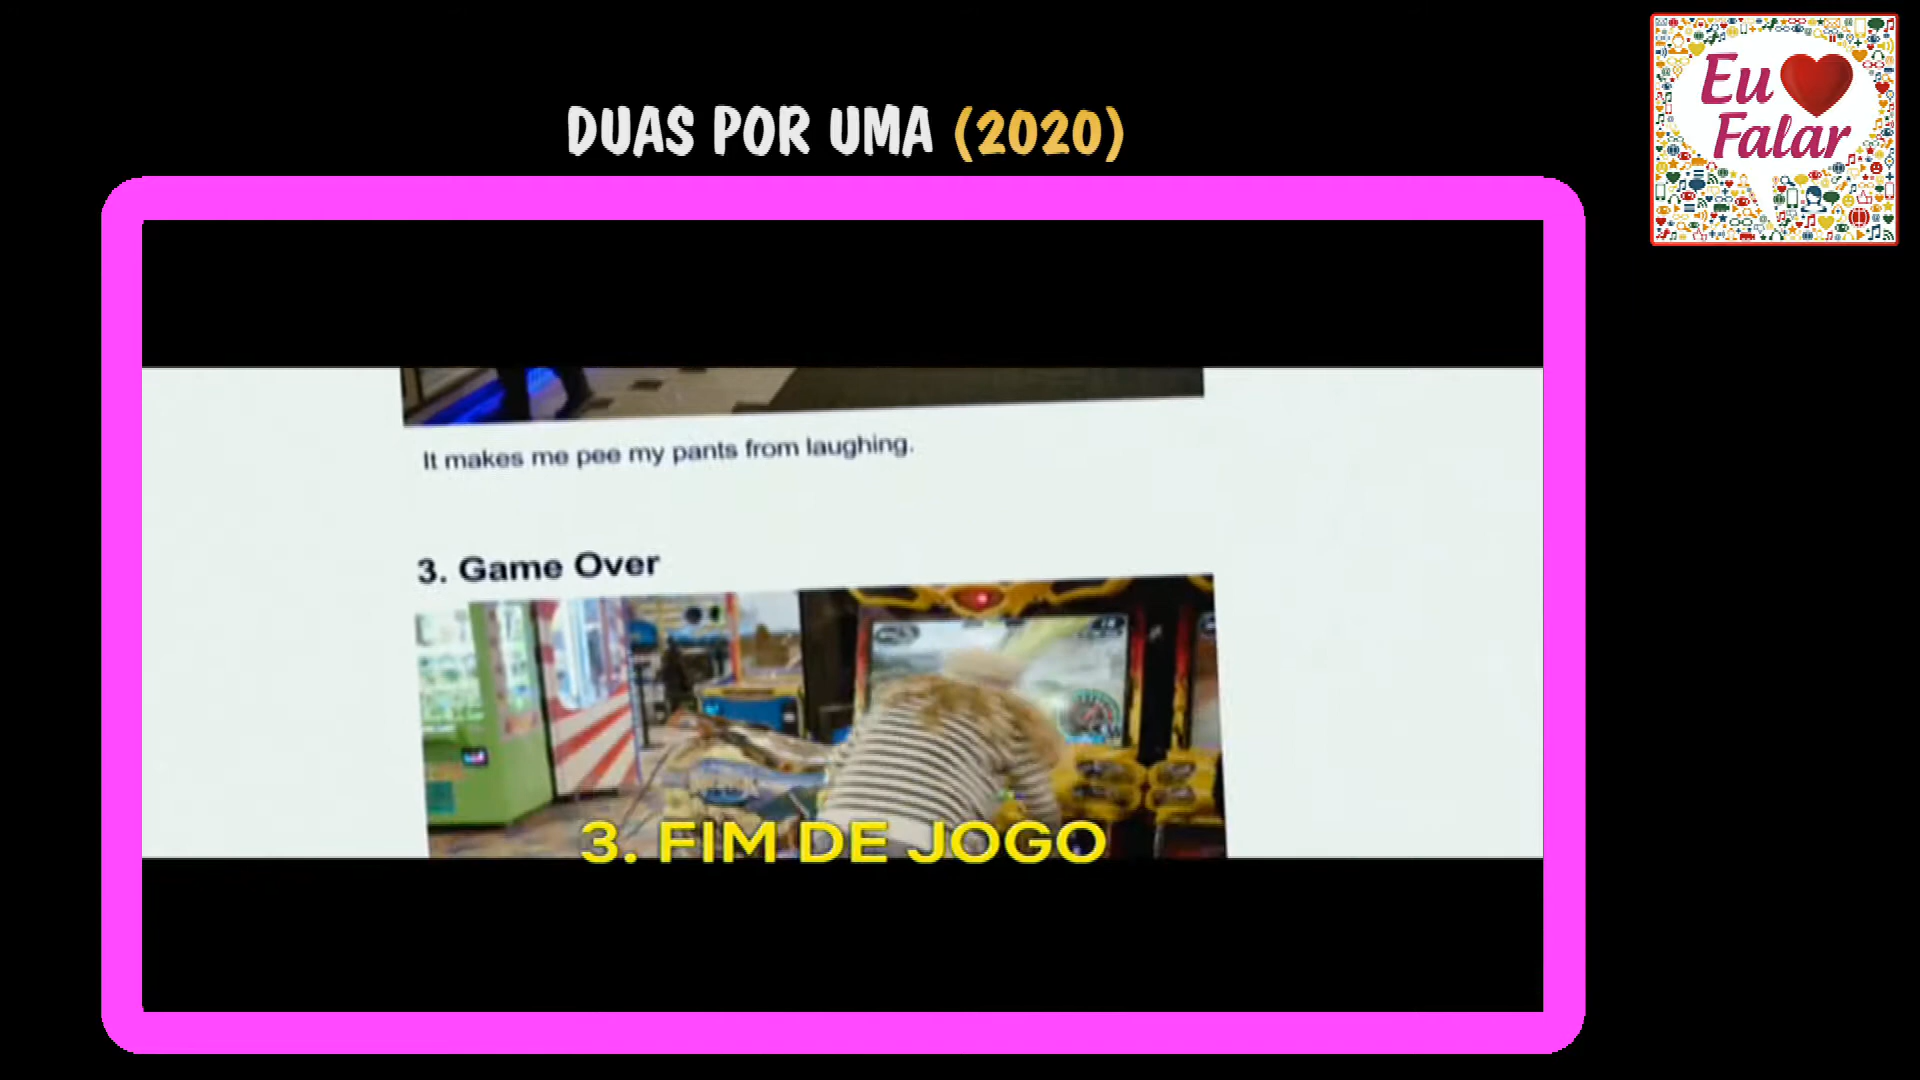 DUAS POR UMA (2020)
Eu
Falar
It makes me pee my pants from laughing.
3. Game Over
3. FIM DE JOGO